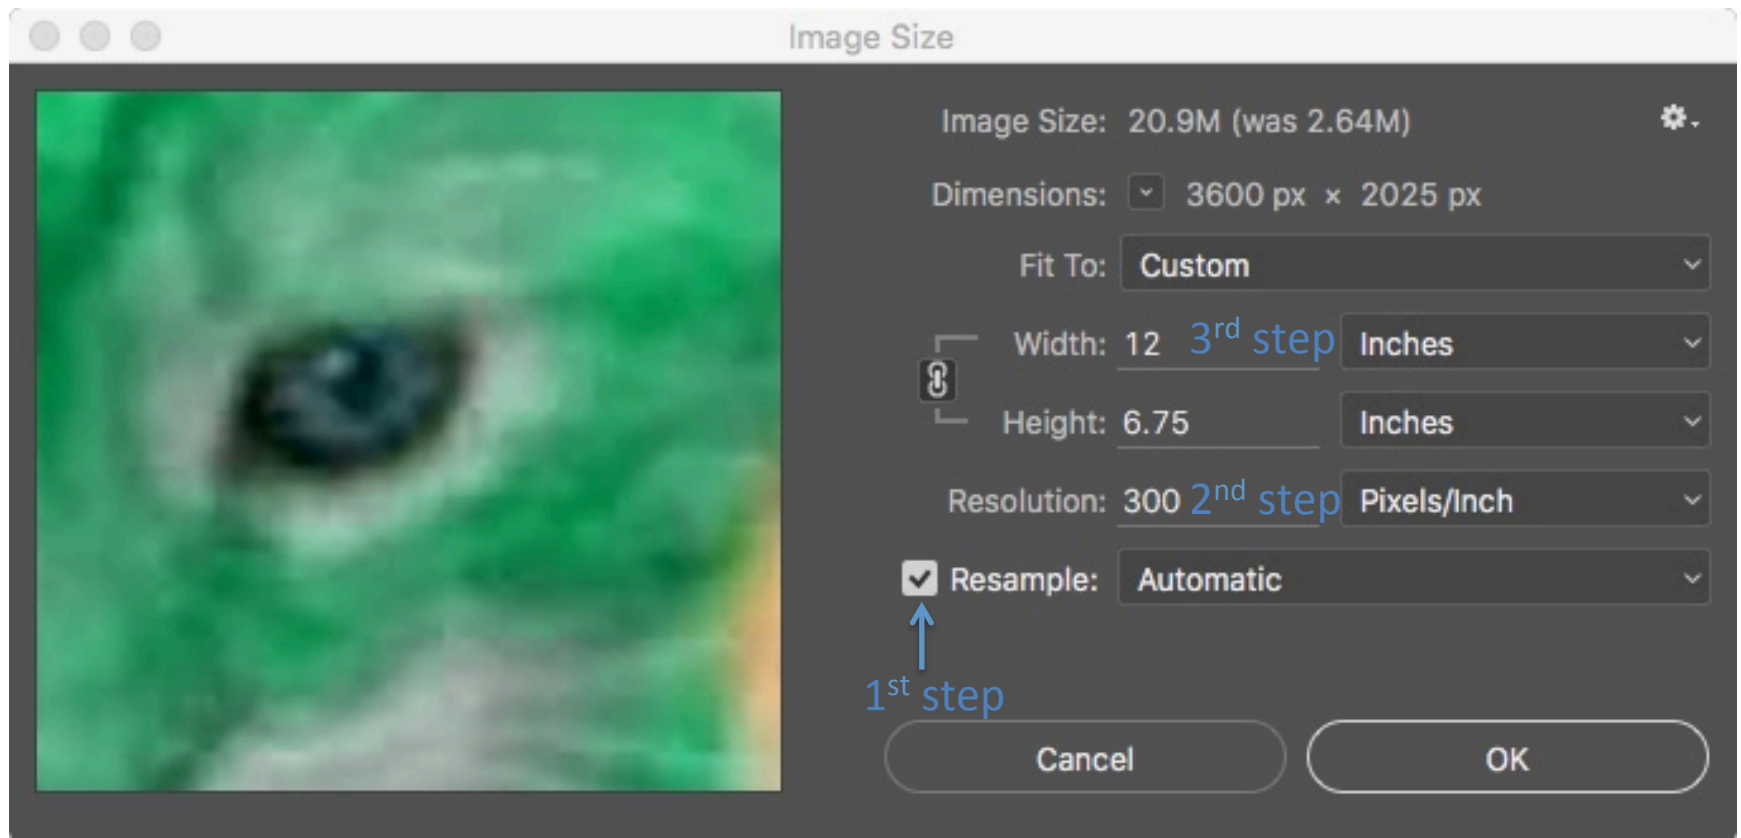 Image Size
Image Size: 20.9M (was 2.64M)
Dimensions: 3600 px × 2025 px
Fit To: Custom
Width: 12 3rd step Inches
Height: 6.75 Inches
Resolution: 300 2nd step Pixels/Inch
Resample: Automatic
1st step
Cancel OK